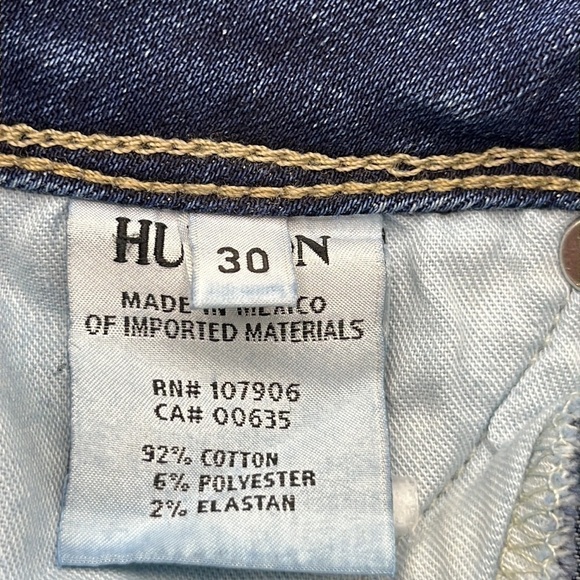 HU N
30
MADE IN MEXICO
OF IMPORTED MATERIALS
RN# 107906
CA# 00635
92% COTTON
6% POLYESTER
2% ELASTAN